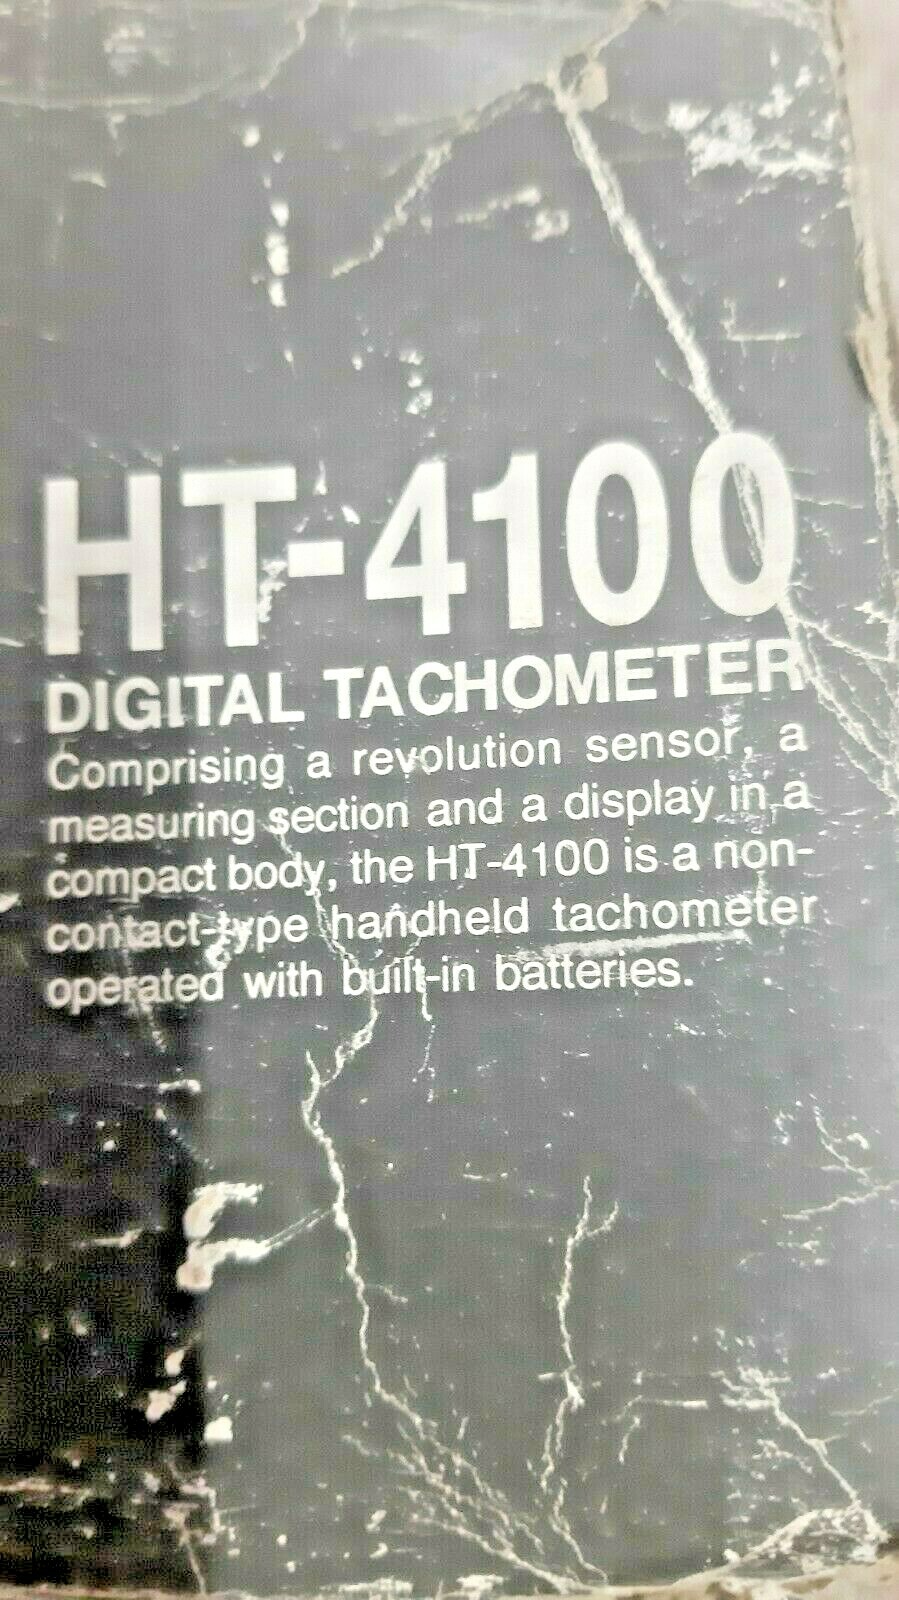 HT-4100
DIGITAL TACHOMETER
Comprising a revolution sensor, a
measuring section and a display in a
compact body, the HT-4100 is a non-
contact-type handheld tachometer
operated with built-in batteries.